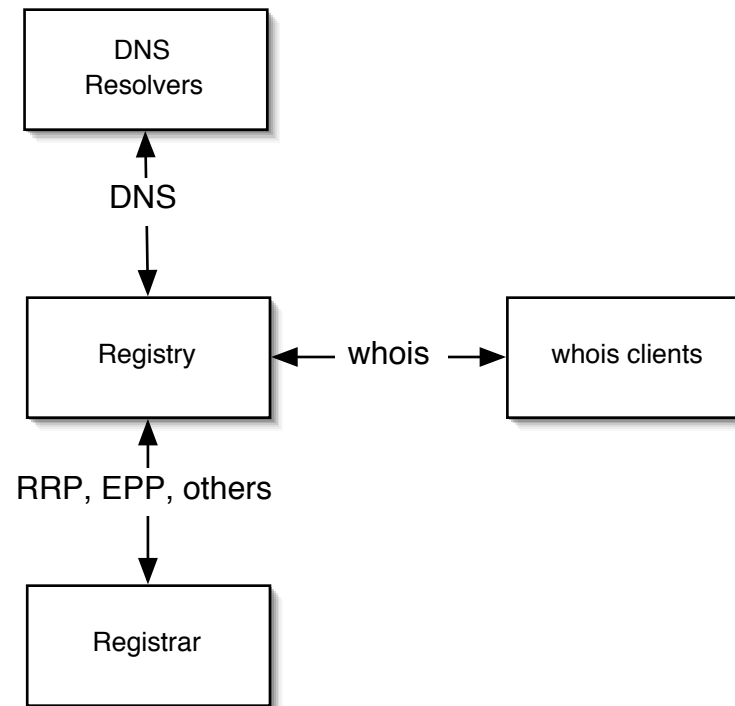 DNS
Resolvers
DNS
Registry
whois
whois clients
RRP, EPP, others
Registrar